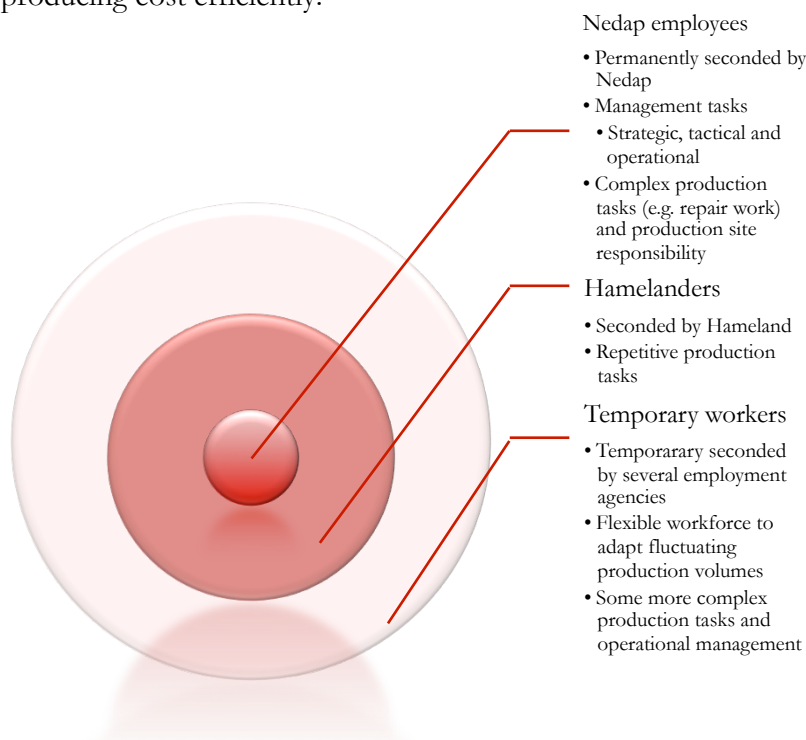 producing cost efficiently.
Nedap employees
• Permanently seconded by
Nedap
• Management tasks
• Strategic, tactical and
operational
• Complex production
tasks (e.g. repair work)
and production site
responsibility
Hamelanders
• Seconded by Hameland
• Repetitive production
tasks
Temporary workers
• Temporarary seconded
by several employment
agencies
• Flexible workforce to
adapt fluctuating
production volumes
• Some more complex
production tasks and
operational management